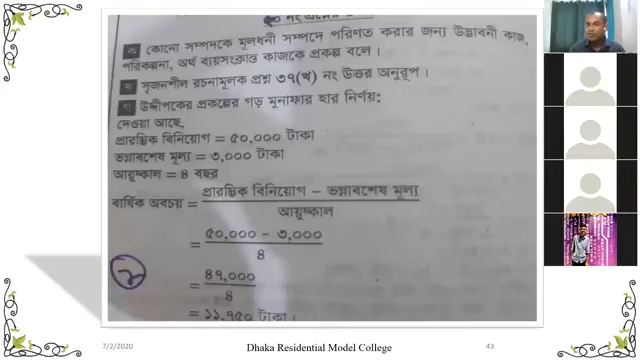 ক কোনো সম্পদকে মূলধনী সম্পদে পরিণত করার জন্য উদ্ভাবনী কাজ,
পরিকল্পনা, অর্থ ব্যয়সংক্রান্ত কাজকে প্রকল্প বলে।
খ সৃজনশীল রচনামূলক প্রশ্ন ৩৭(খ) নং উত্তর অনুরূপ।
গ উদ্দীপকের প্রকল্পের গড় মুনাফার হার নির্ণয়:
দেওয়া আছে,
প্রারম্ভিক বিনিয়োগ = ৫০,০০০ টাকা
ভগ্নাবশেষ মূল্য = ৩,০০০ টাকা
আয়ুষ্কাল = ৪ বছর
বার্ষিক অবচয় = প্রারম্ভিক বিনিয়োগ – ভগ্নাবশেষ মূল্য
আয়ুষ্কাল
= ৫০,০০০ – ৩,০০০
৪
= ৪৭,০০০
৪
= ১১,৭৫০ টাকা।
7/2/2020
Dhaka Residential Model College
43